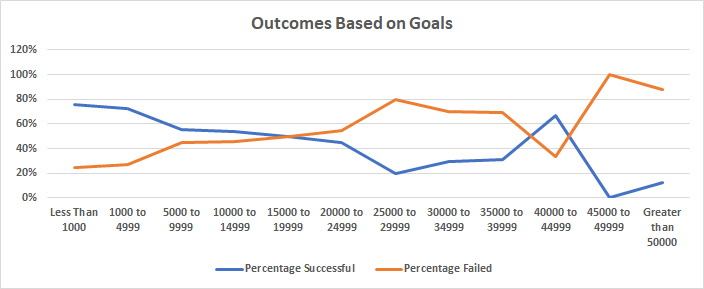 Outcomes Based on Goals
120%
100%
80%
60%
40%
20%
0%
Less Than
1000
1000 to
4999
5000 to
9999
10000 to
14999
15000 to
19999
20000 to
24999
25000 to
29999
30000 to
34999
35000 to
39999
40000 to
44999
45000 to
49999
Greater
than
50000
Percentage Successful
Percentage Failed